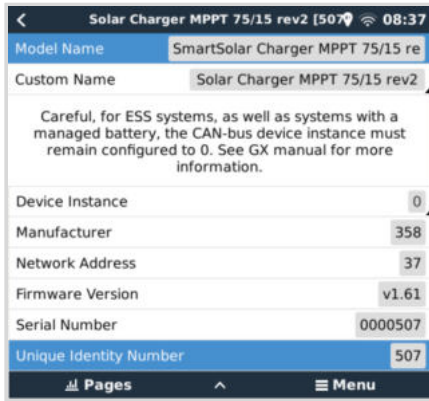 Solar Charger MPPT 75/15 rev2 [507 08:37
Model Name SmartSolar Charger MPPT 75/15 re
Custom Name Solar Charger MPPT 75/15 rev2
Careful, for ESS systems, as well as systems with a
managed battery, the CAN-bus device instance must
remain configured to 0. See GX manual for more
information.
Device Instance 0
Manufacturer 358
Network Address 37
Firmware Version v1.61
Serial Number 0000507
Unique Identity Number 507
Pages Menu